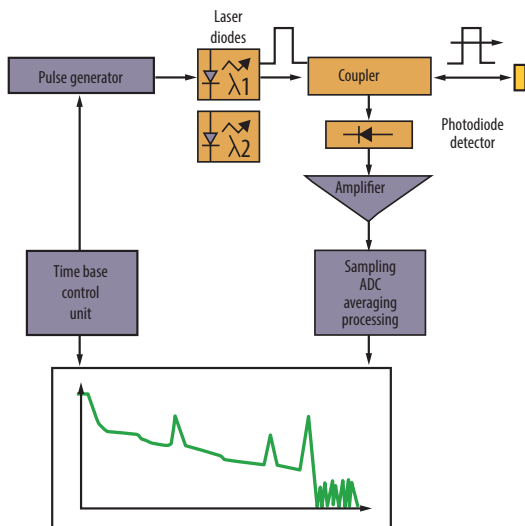 Laser
diodes
Pulse generator
λ1
Coupler
λ2
Photodiode
detector
Amplifier
Time base
control
unit
Sampling
ADC
averaging
processing